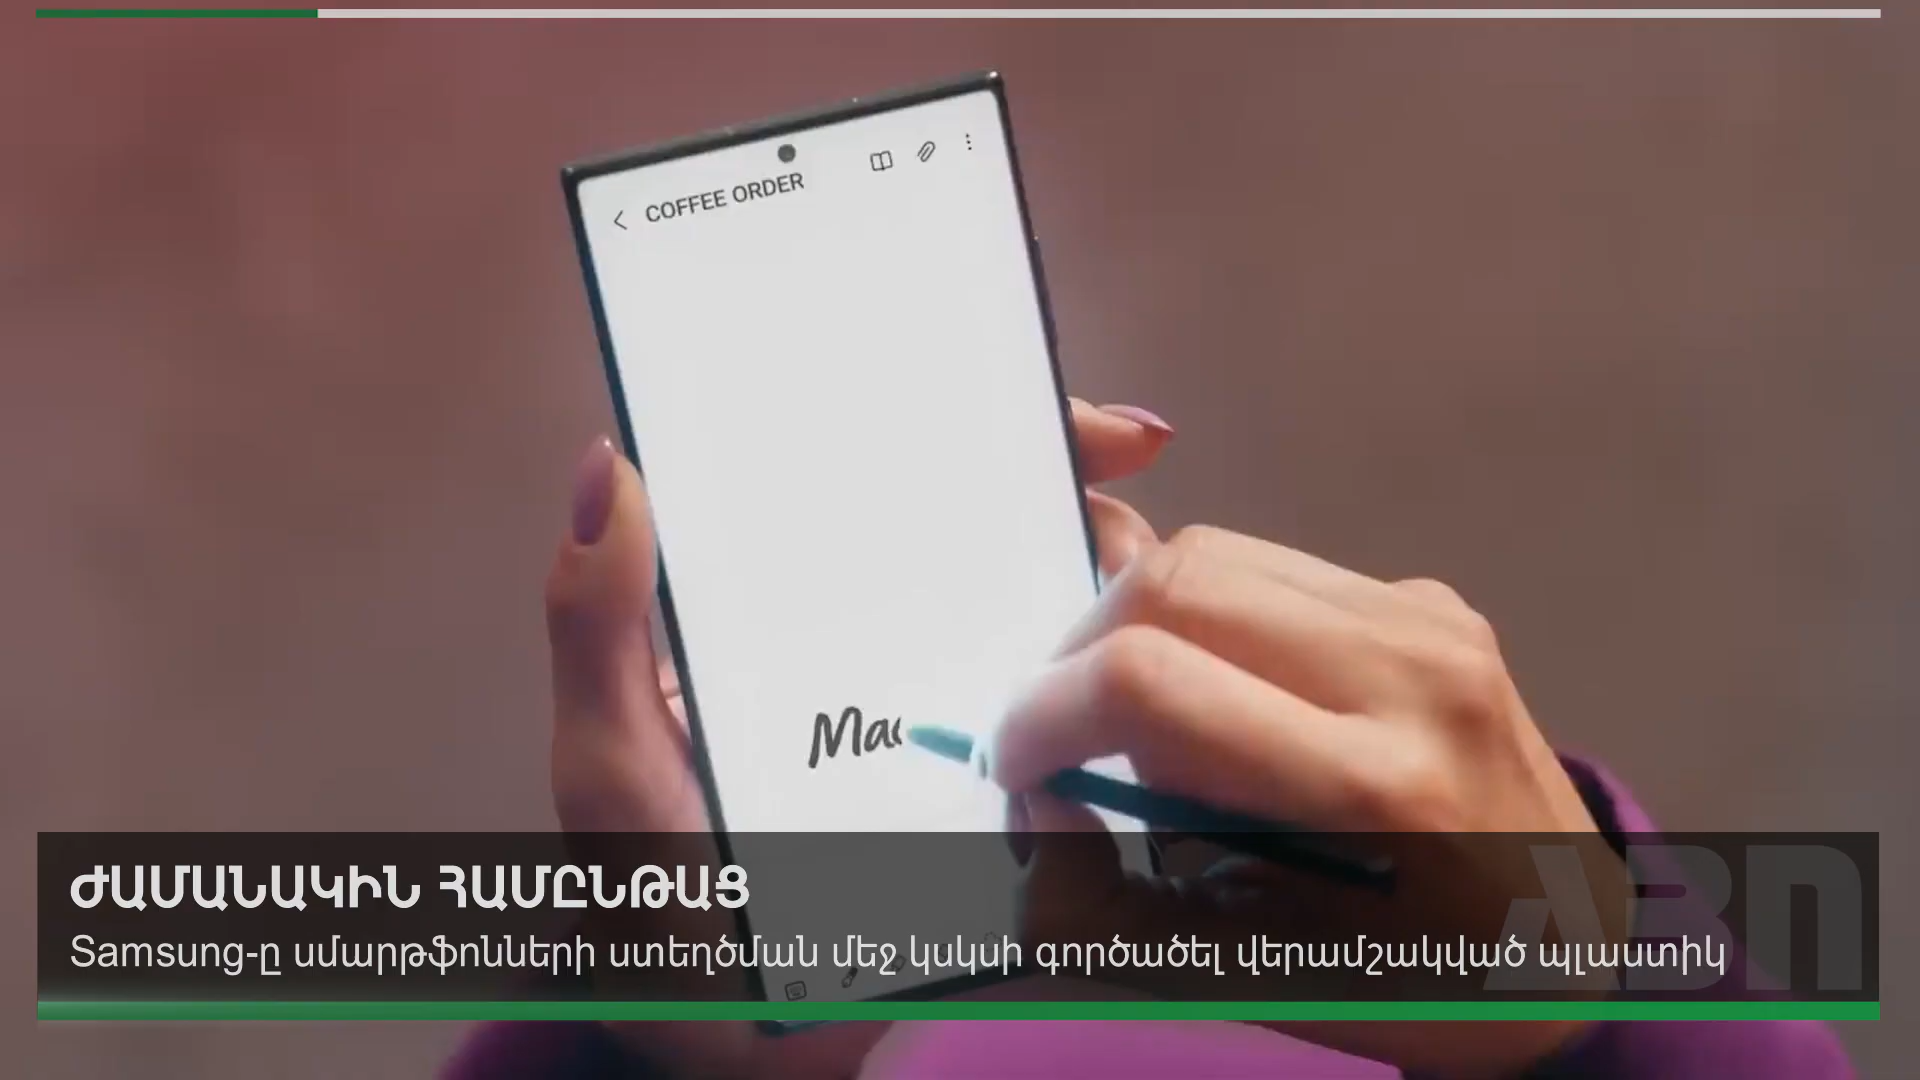 COFFEE ORDER
Mac
ԺԱՄԱՆԱԿԻՆ ՀԱՄԸՆԹԱՑ
Samsung-ը սմարթֆոնների ստեղծման մեջ կսկսի գործածել վերամշակված պլաստիկ
ABN